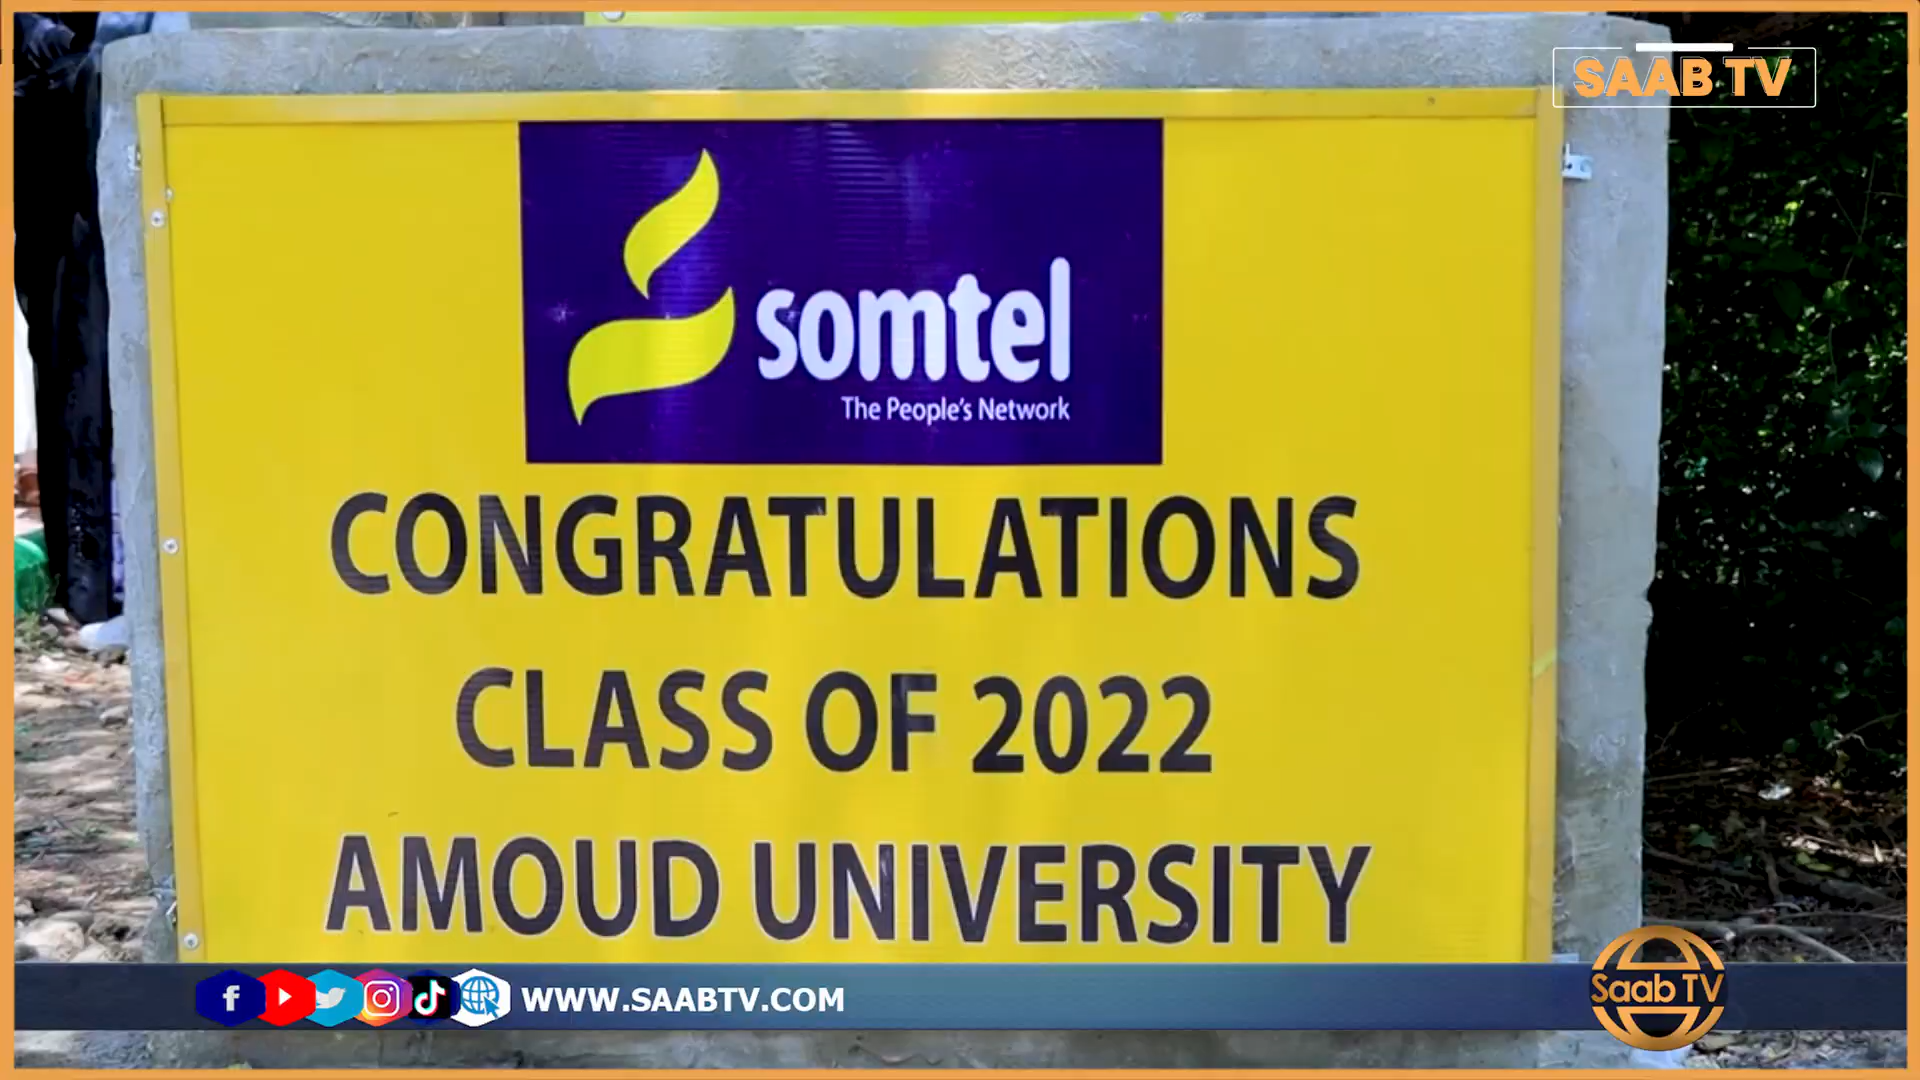 SAAB TV
somtel
The People's Network
CONGRATULATIONS
CLASS OF 2022
AMOUD UNIVERSITY
WWW.SAABTV.COM
Saab TV